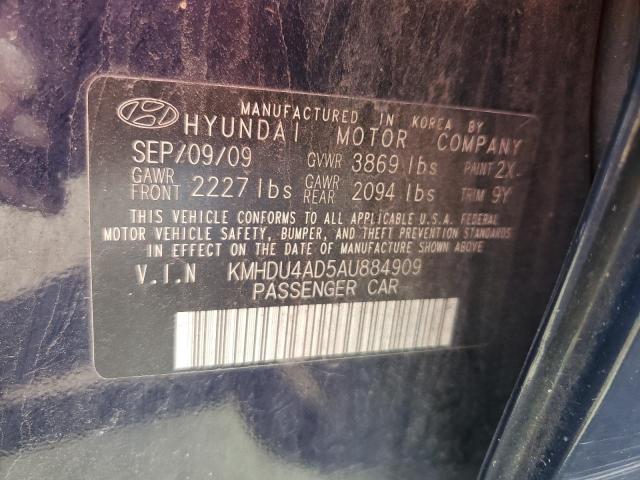 MANUFACTURED IN KOREA BY
HYUNDAI MOTOR COMPANY
SEP/09/09 GVWR 3869 lbs PAINT 2X
GAWR FRONT 2227 lbs GAWR REAR 2094 lbs TRIM 9Y
THIS VEHICLE CONFORMS TO ALL APPLICABLE U.S.A. FEDERAL
MOTOR VEHICLE SAFETY, BUMPER, AND THEFT PREVENTION STANDARDS
IN EFFECT ON THE DATE OF MANUFACTURE SHOWN ABOVE
V.I.N KMHDU4AD5AU884909
PASSENGER CAR